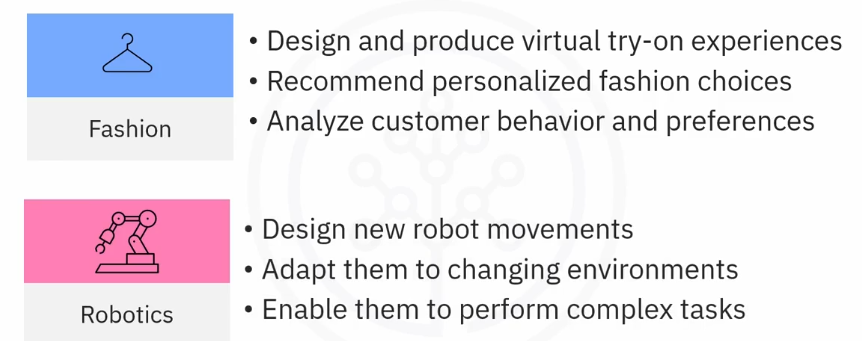 • Design and produce virtual try-on experiences
• Recommend personalized fashion choices
• Analyze customer behavior and preferences
Fashion
• Design new robot movements
• Adapt them to changing environments
• Enable them to perform complex tasks
Robotics